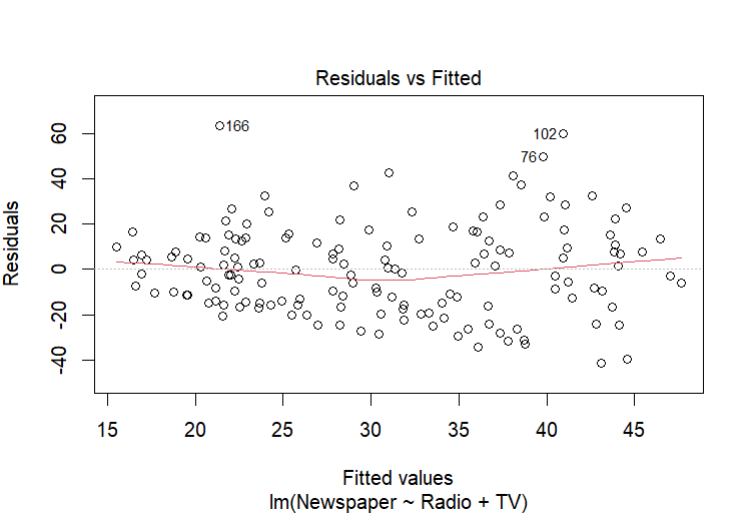 Residuals vs Fitted
Residuals
60
40
20
0
-20
-40
166
102
76
15 20 25 30 35 40 45
Fitted values
lm(Newspaper ~ Radio + TV)